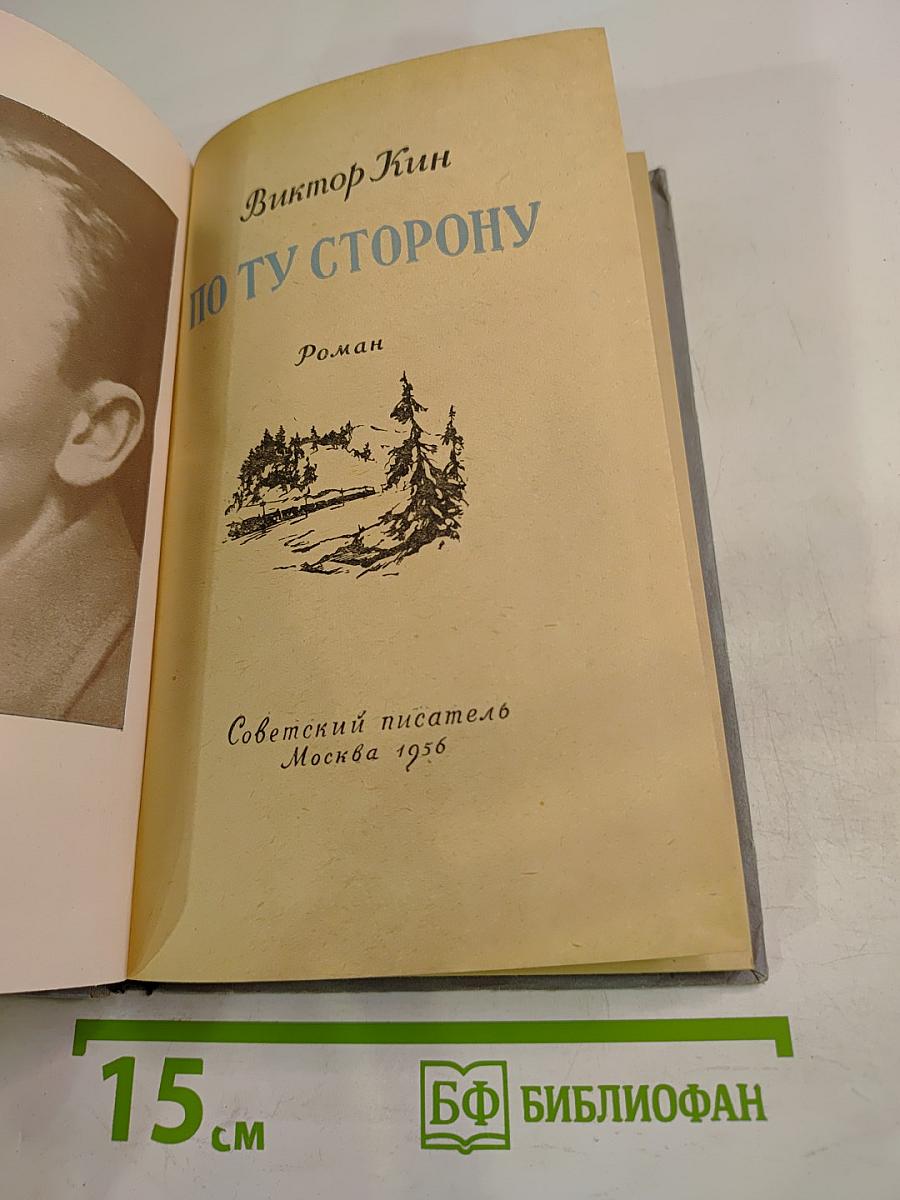 Виктор Кин
ПО ТУ СТОРОНУ
Роман
Советский писатель
Москва 1956
15 см
БФ БИБЛИОФАН